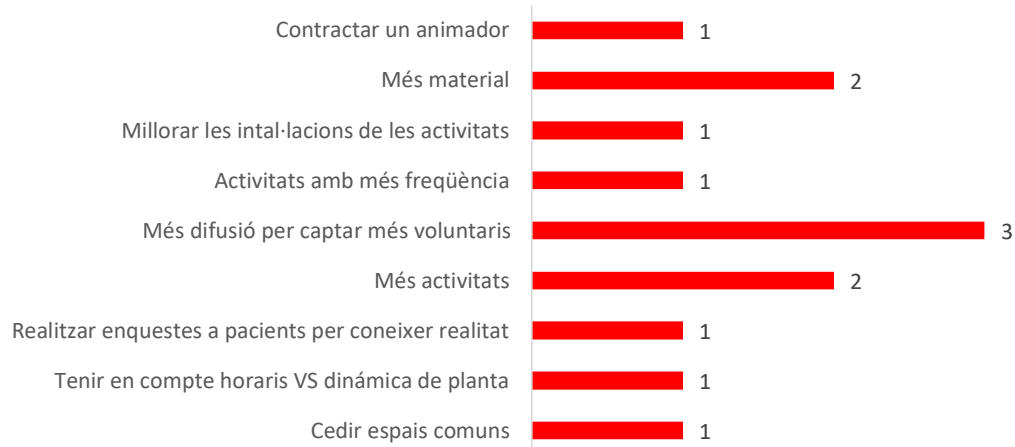 Contractar un animador 1
Més material 2
Millorar les intal·lacions de les activitats 1
Activitats amb més freqüència 1
Més difusió per captar més voluntaris 3
Més activitats 2
Realitzar enquestes a pacients per coneixer realitat 1
Tenir en compte horaris VS dinámica de planta 1
Cedir espais comuns 1